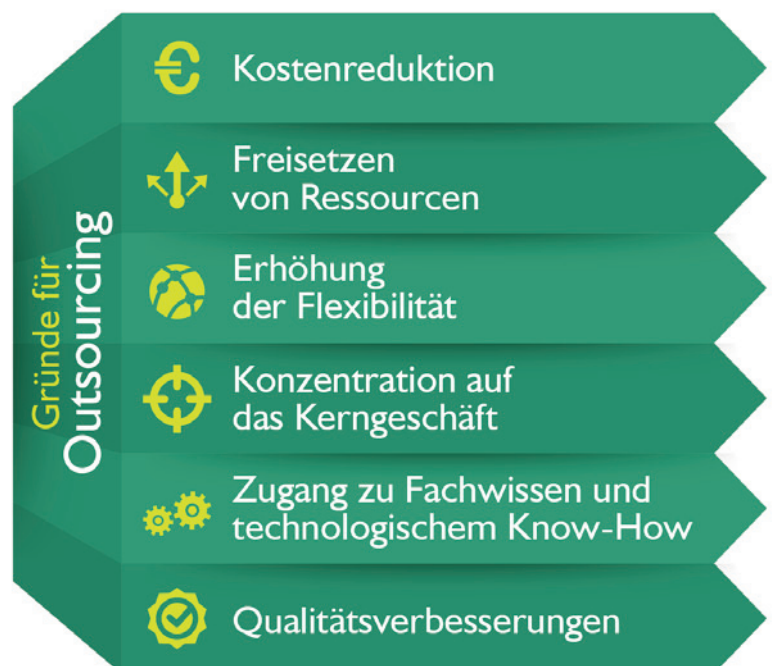 Gründe für
Outsourcing
Kostenreduktion
Freisetzen
von Ressourcen
Erhöhung
der Flexibilität
Konzentration auf
das Kerngeschäft
Zugang zu Fachwissen und
technologischem Know-How
Qualitätsverbesserungen